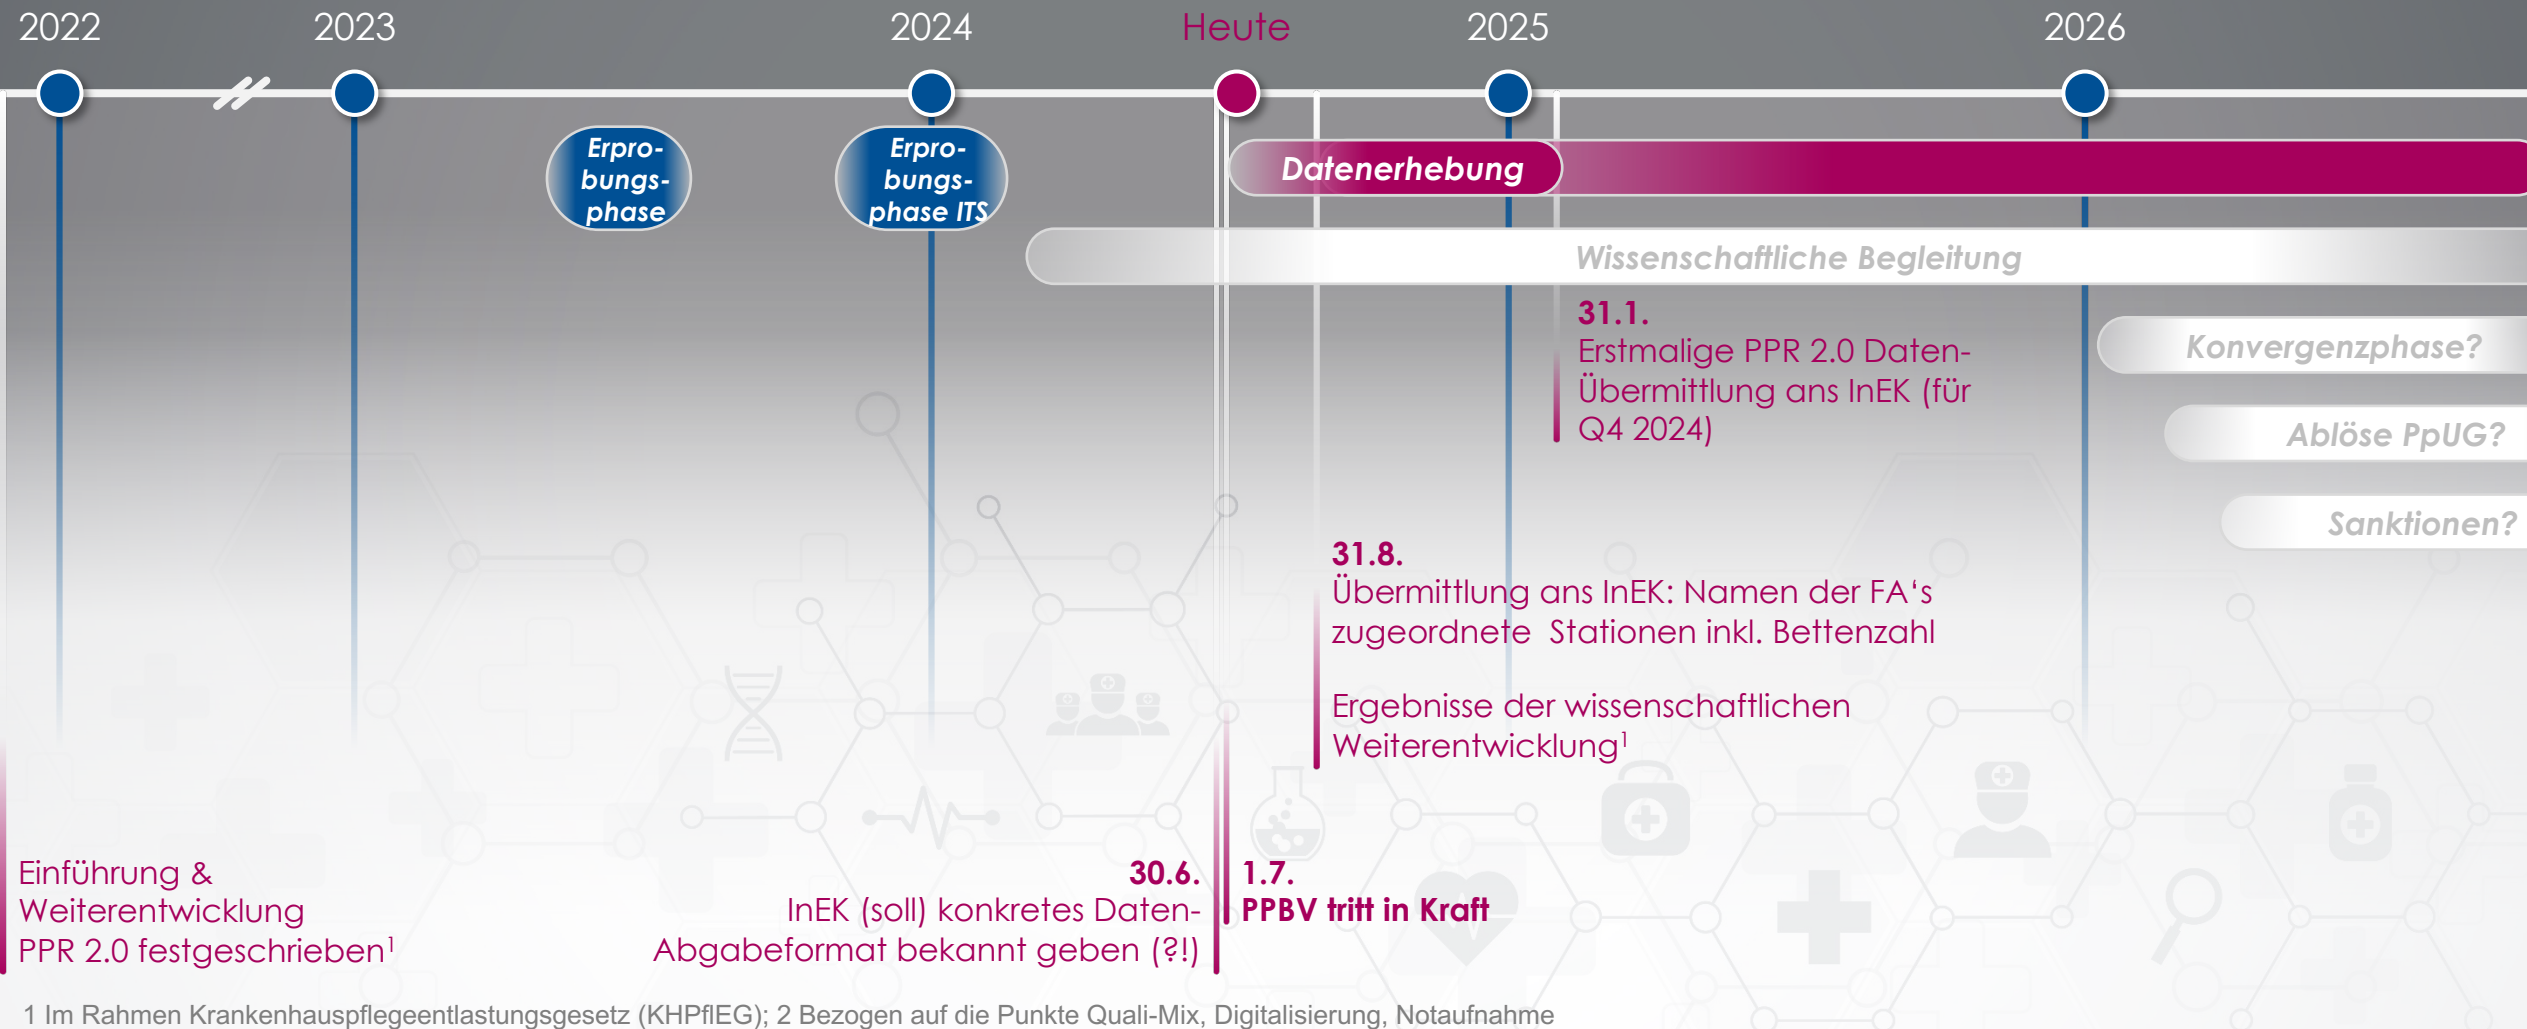 2022
2023
2024
Heute
2025
2026
Erpro-
bungs-
phase
Erpro-
bungs-
phase ITS
Datenerhebung
Wissenschaftliche Begleitung
31.1.
Erstmalige PPR 2.0 Daten-
Übermittlung ans InEK (für
Q4 2024)
Konvergenzphase?
Ablöse PpUG?
Sanktionen?
31.8.
Übermittlung ans InEK: Namen der FA‘s
zugeordnete  Stationen inkl. Bettenzahl
Ergebnisse der wissenschaftlichen
Weiterentwicklung¹
Einführung &
Weiterentwicklung
PPR 2.0 festgeschrieben¹
30.6.
InEK (soll) konkretes Daten-
Abgabeformat bekannt geben (?!)
1.7.
PPBV tritt in Kraft
1 Im Rahmen Krankenhauspflegeentlastungsgesetz (KHPflEG); 2 Bezogen auf die Punkte Quali-Mix, Digitalisierung, Notaufnahme